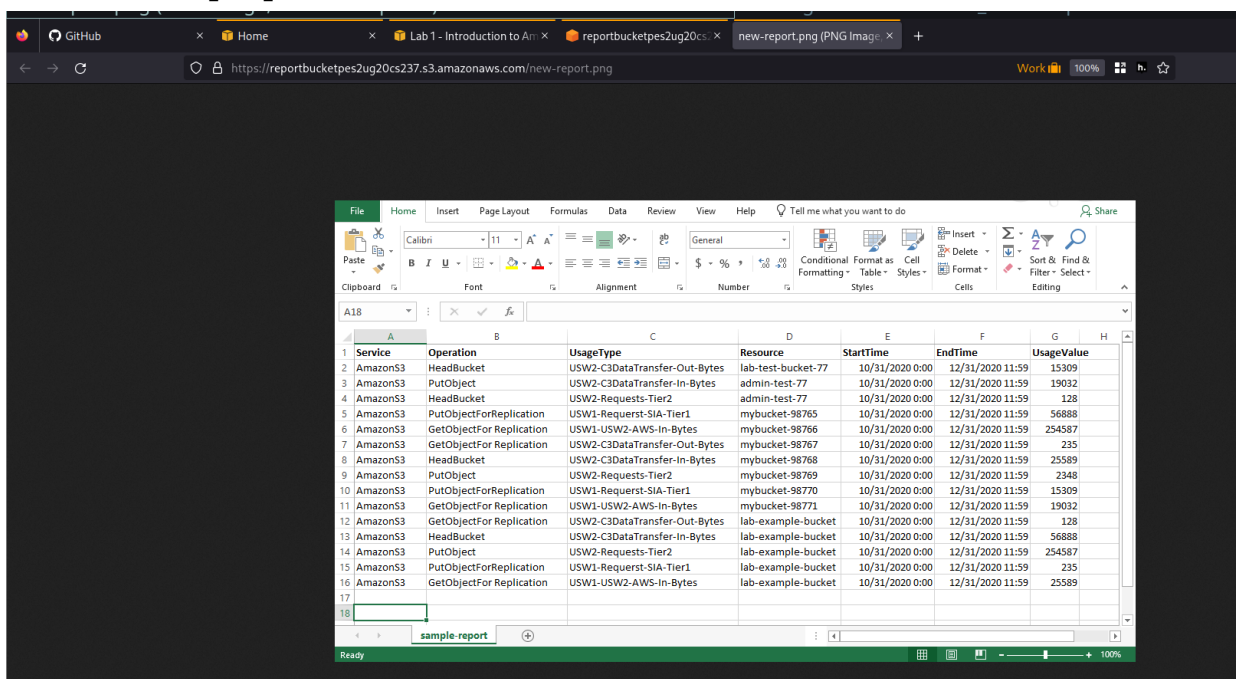 GitHub × Home × Lab 1 - Introduction to Am × reportbucketpes2ug20cs2 × new-report.png (PNG Image, × +
https://reportbucketpes2ug20cs237.s3.amazonaws.com/new-report.png Work 100% h.
File Home Insert Page Layout Formulas Data Review View Help Tell me what you want to do Share
Calibri 11 A A General Insert
Paste B I U A $ % , Conditional Format as Cell Delete Sort & Find &
Formatting Table Styles Format Filter Select
Clipboard Font Alignment Number Styles Cells Editing
A18 fx
A B C D E F G H
1 Service Operation UsageType Resource StartTime EndTime UsageValue
2 AmazonS3 HeadBucket USW2-C3DataTransfer-Out-Bytes lab-test-bucket-77 10/31/2020 0:00 12/31/2020 11:59 15309
3 AmazonS3 PutObject USW2-C3DataTransfer-In-Bytes admin-test-77 10/31/2020 0:00 12/31/2020 11:59 19032
4 AmazonS3 HeadBucket USW2-Requests-Tier2 admin-test-77 10/31/2020 0:00 12/31/2020 11:59 128
5 AmazonS3 PutObjectForReplication USW1-Requerst-SIA-Tier1 mybucket-98765 10/31/2020 0:00 12/31/2020 11:59 56888
6 AmazonS3 GetObjectFor Replication USW1-USW2-AWS-In-Bytes mybucket-98766 10/31/2020 0:00 12/31/2020 11:59 254587
7 AmazonS3 GetObjectFor Replication USW2-C3DataTransfer-Out-Bytes mybucket-98767 10/31/2020 0:00 12/31/2020 11:59 235
8 AmazonS3 HeadBucket USW2-C3DataTransfer-In-Bytes mybucket-98768 10/31/2020 0:00 12/31/2020 11:59 25589
9 AmazonS3 PutObject USW2-Requests-Tier2 mybucket-98769 10/31/2020 0:00 12/31/2020 11:59 2348
10 AmazonS3 PutObjectForReplication USW1-Requerst-SIA-Tier1 mybucket-98770 10/31/2020 0:00 12/31/2020 11:59 15309
11 AmazonS3 GetObjectFor Replication USW1-USW2-AWS-In-Bytes mybucket-98771 10/31/2020 0:00 12/31/2020 11:59 19032
12 AmazonS3 GetObjectFor Replication USW2-C3DataTransfer-Out-Bytes lab-example-bucket 10/31/2020 0:00 12/31/2020 11:59 128
13 AmazonS3 HeadBucket USW2-C3DataTransfer-In-Bytes lab-example-bucket 10/31/2020 0:00 12/31/2020 11:59 56888
14 AmazonS3 PutObject USW2-Requests-Tier2 lab-example-bucket 10/31/2020 0:00 12/31/2020 11:59 254587
15 AmazonS3 PutObjectForReplication USW1-Requerst-SIA-Tier1 lab-example-bucket 10/31/2020 0:00 12/31/2020 11:59 235
16 AmazonS3 GetObjectFor Replication USW1-USW2-AWS-In-Bytes lab-example-bucket 10/31/2020 0:00 12/31/2020 11:59 25589
17
18
sample-report
Ready 100%